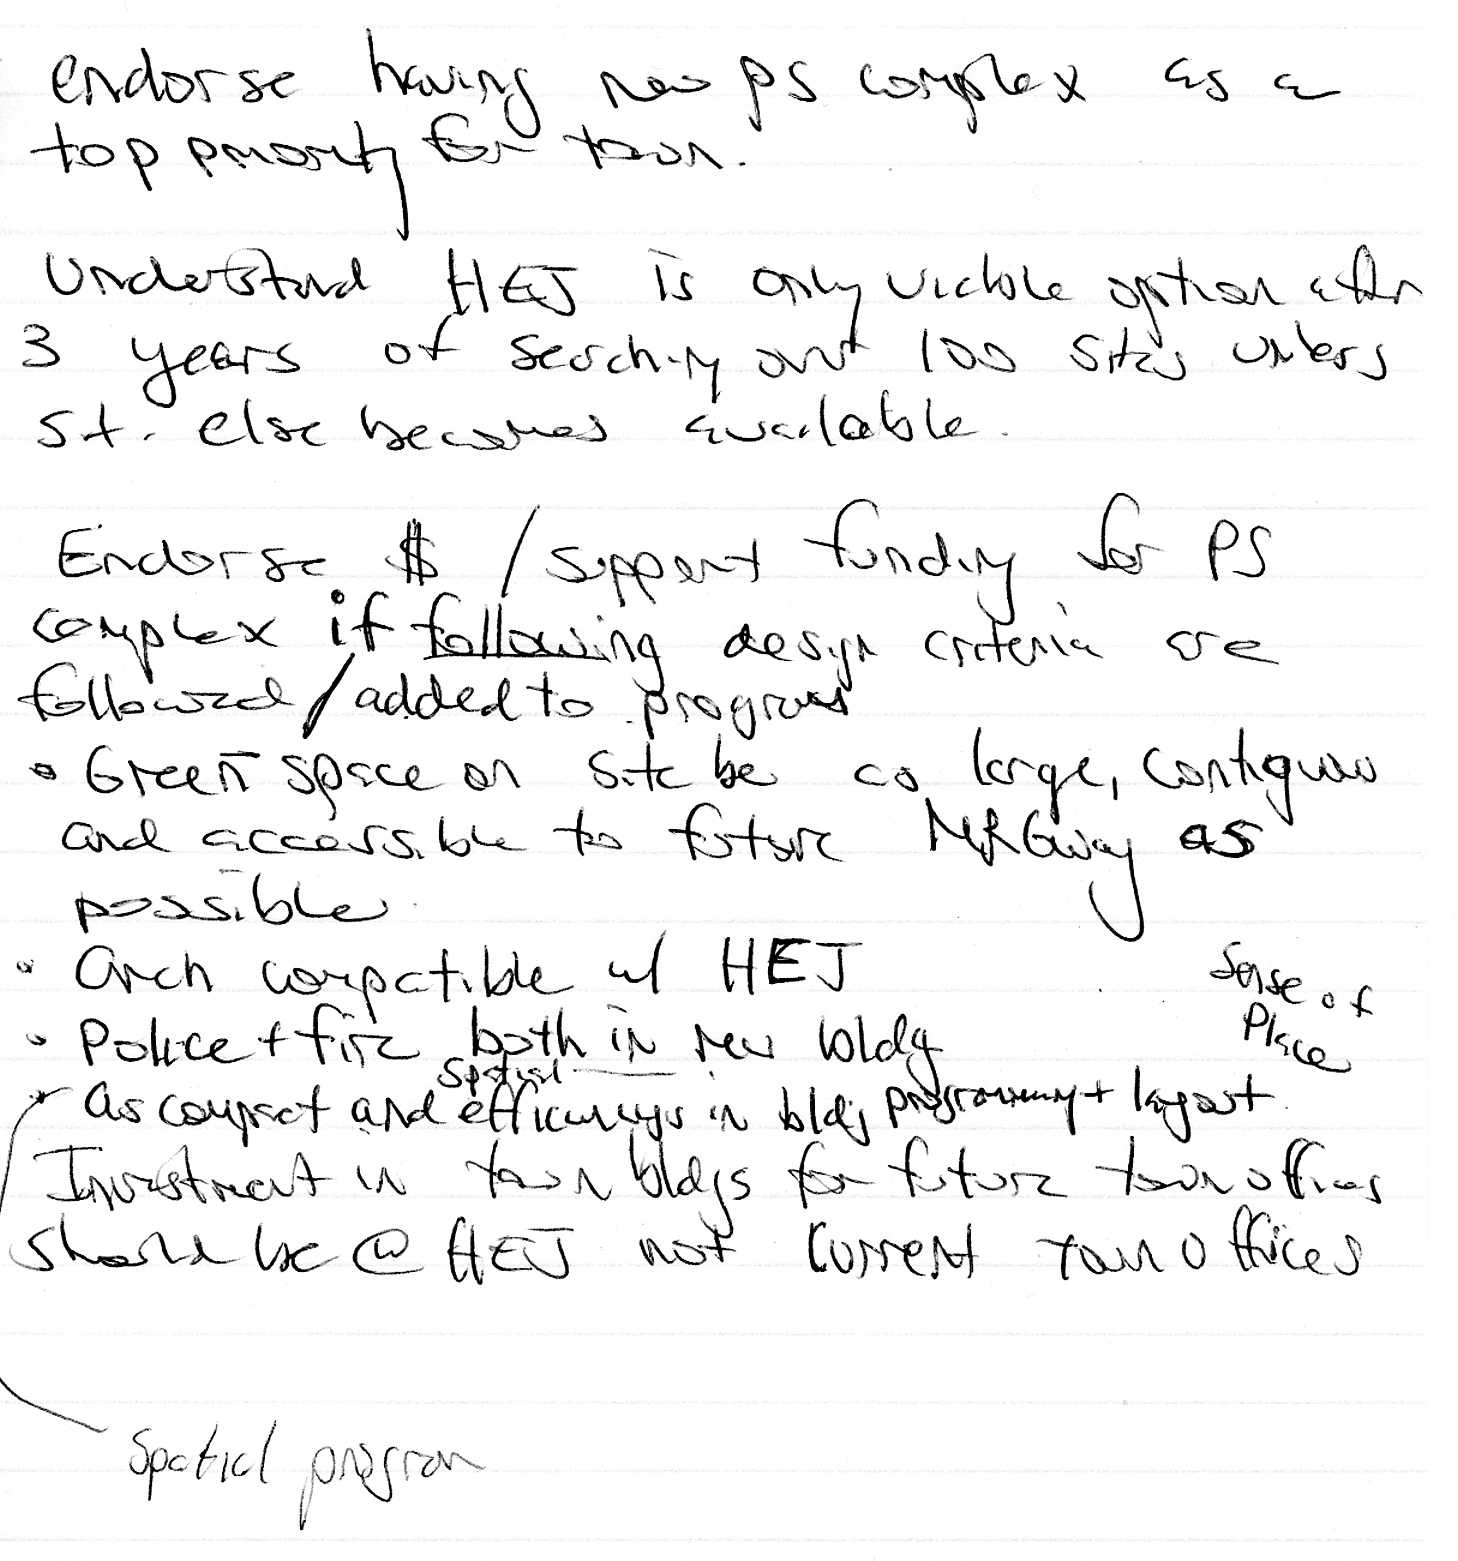 endorse having new PS complex as a
top priority for town.
Understand HEJ is only viable option after
3 years of searching over 100 sites unless
s.t. else becomes available.
Endorse $ / support funding for PS
complex if following design criteria are
followed / added to program
• Green space on site be as large, contiguous
and accessible to future MRGway as
possible
• Arch compatible w/ HEJ
Sense of
Place
• Police + fire both in new bldg
spatial
• as compact and efficiencys in bldg programming + layout.
Investment in town bldgs for future town offices
should be @ HEJ not current town offices
Spatial program